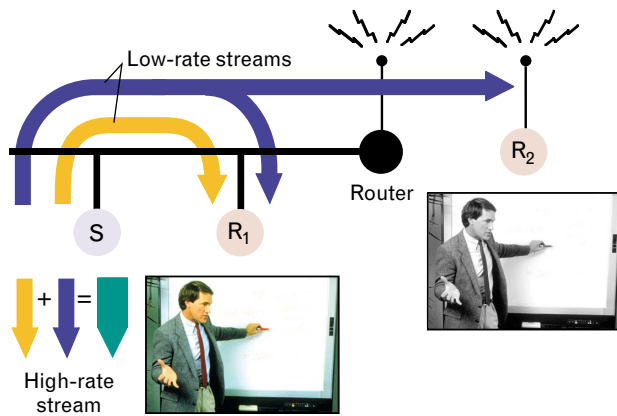 Low-rate streams
Router
R2
S
R1
+ =
High-rate
stream